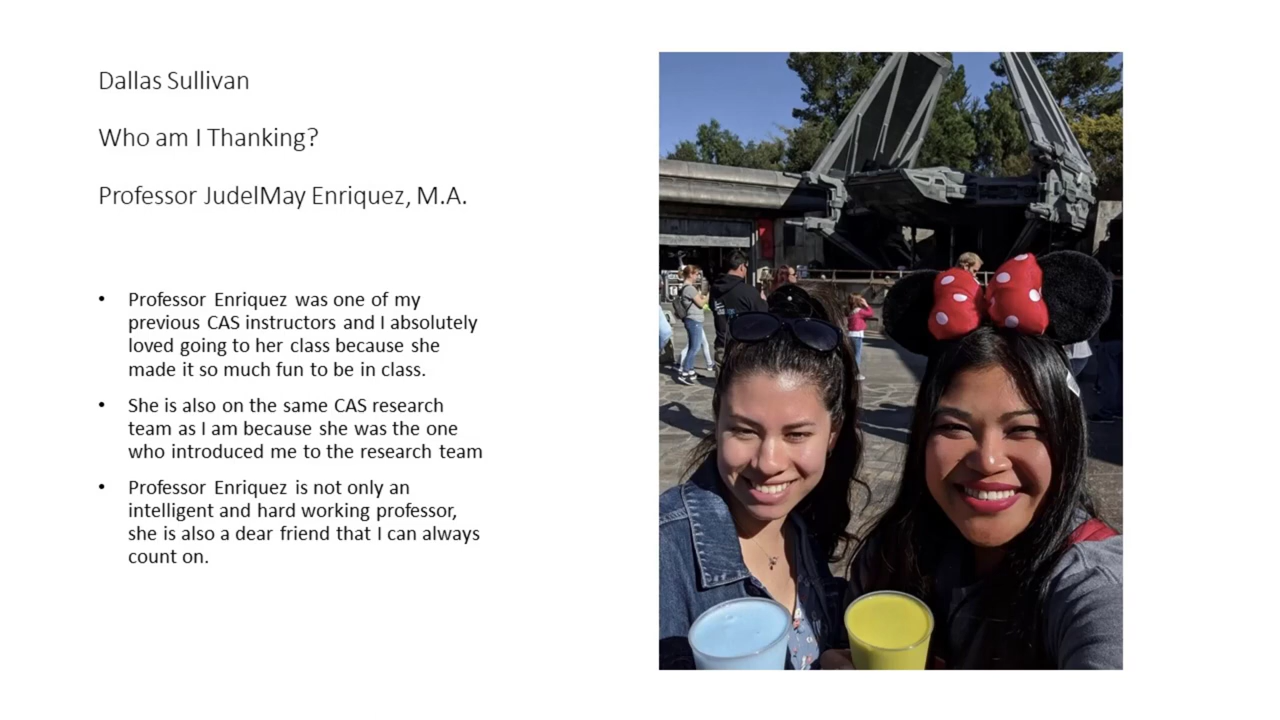 Dallas Sullivan
Who am I Thanking?
Professor JudelMay Enriquez, M.A.
• Professor Enriquez was one of my
previous CAS instructors and I absolutely
loved going to her class because she
made it so much fun to be in class.
• She is also on the same CAS research
team as I am because she was the one
who introduced me to the research team
• Professor Enriquez is not only an
intelligent and hard working professor,
she is also a dear friend that I can always
count on.